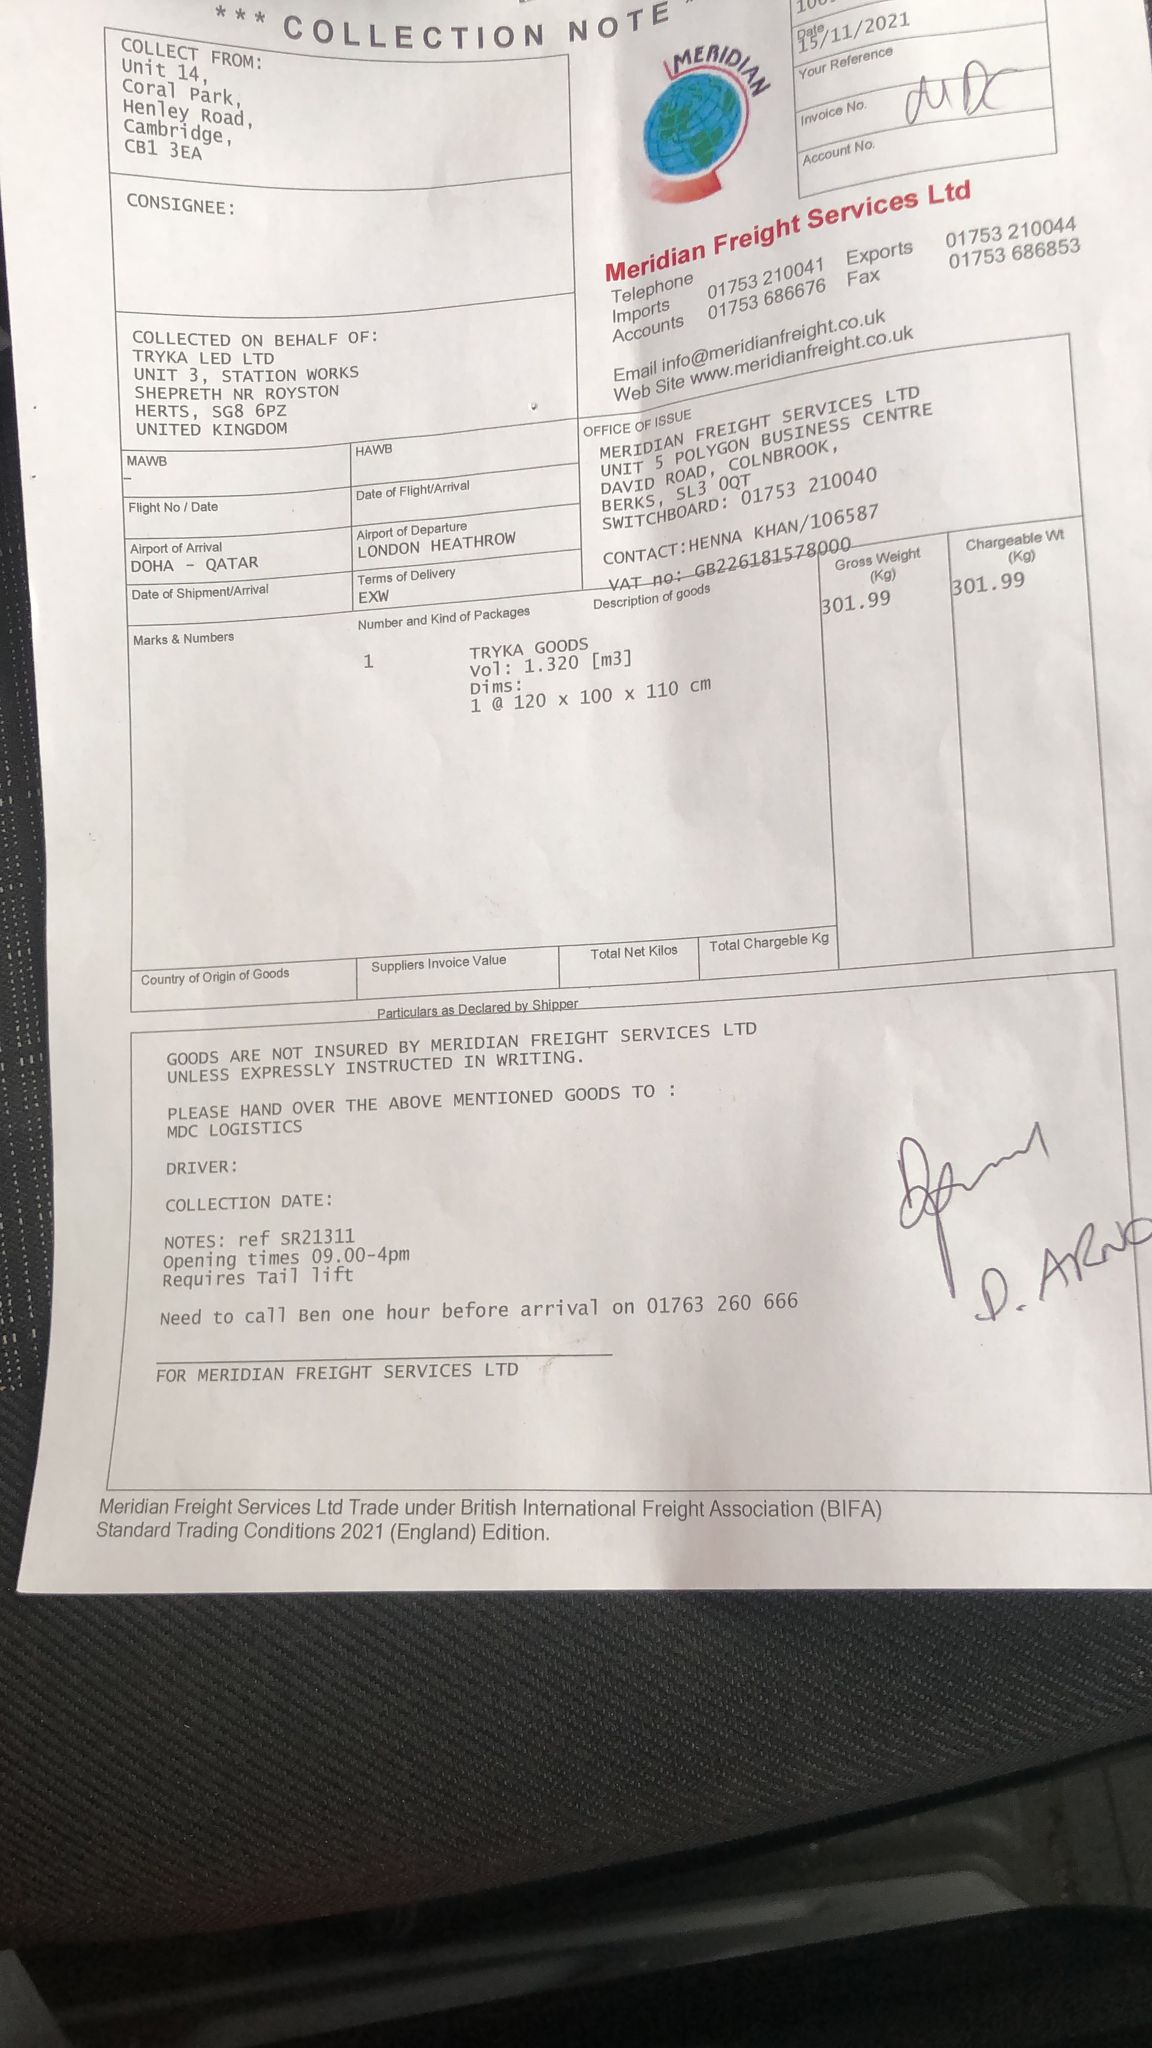 *** COLLECTION NOTE
COLLECT FROM:
Unit 14,
Coral Park,
Henley Road,
Cambridge,
CB1 3EA
Date
15/11/2021
Your Reference
Invoice No.
MDC
Account No.
MERIDIAN
CONSIGNEE:
Meridian Freight Services Ltd
Telephone
Imports 01753 210041 Exports 01753 210044
Accounts 01753 686676 Fax 01753 686853
Email info@meridianfreight.co.uk
Web Site www.meridianfreight.co.uk
COLLECTED ON BEHALF OF:
TRYKA LED LTD
UNIT 3, STATION WORKS
SHEPRETH NR ROYSTON
HERTS, SG8 6PZ
UNITED KINGDOM
OFFICE OF ISSUE
MERIDIAN FREIGHT SERVICES LTD
UNIT 5 POLYGON BUSINESS CENTRE
DAVID ROAD, COLNBROOK,
BERKS, SL3 0QT
SWITCHBOARD: 01753 210040
CONTACT:HENNA KHAN/106587
VAT no: GB226181578000
MAWB
–
HAWB
Flight No / Date
Date of Flight/Arrival
Airport of Arrival
DOHA - QATAR
Airport of Departure
LONDON HEATHROW
Date of Shipment/Arrival
Terms of Delivery
EXW
Marks & Numbers
Number and Kind of Packages
Description of goods
Gross Weight
(Kg)
Chargeable Wt
(Kg)
301.99
301.99
1
TRYKA GOODS
Vol: 1.320 [m3]
Dims:
1 @ 120 x 100 x 110 cm
Country of Origin of Goods
Suppliers Invoice Value
Total Net Kilos
Total Chargeble Kg
Particulars as Declared by Shipper
GOODS ARE NOT INSURED BY MERIDIAN FREIGHT SERVICES LTD
UNLESS EXPRESSLY INSTRUCTED IN WRITING.
PLEASE HAND OVER THE ABOVE MENTIONED GOODS TO :
MDC LOGISTICS
DRIVER:
COLLECTION DATE:
NOTES: ref SR21311
Opening times 09.00-4pm
Requires Tail lift
Need to call Ben one hour before arrival on 01763 260 666
D. ARNO
FOR MERIDIAN FREIGHT SERVICES LTD
Meridian Freight Services Ltd Trade under British International Freight Association (BIFA)
Standard Trading Conditions 2021 (England) Edition.